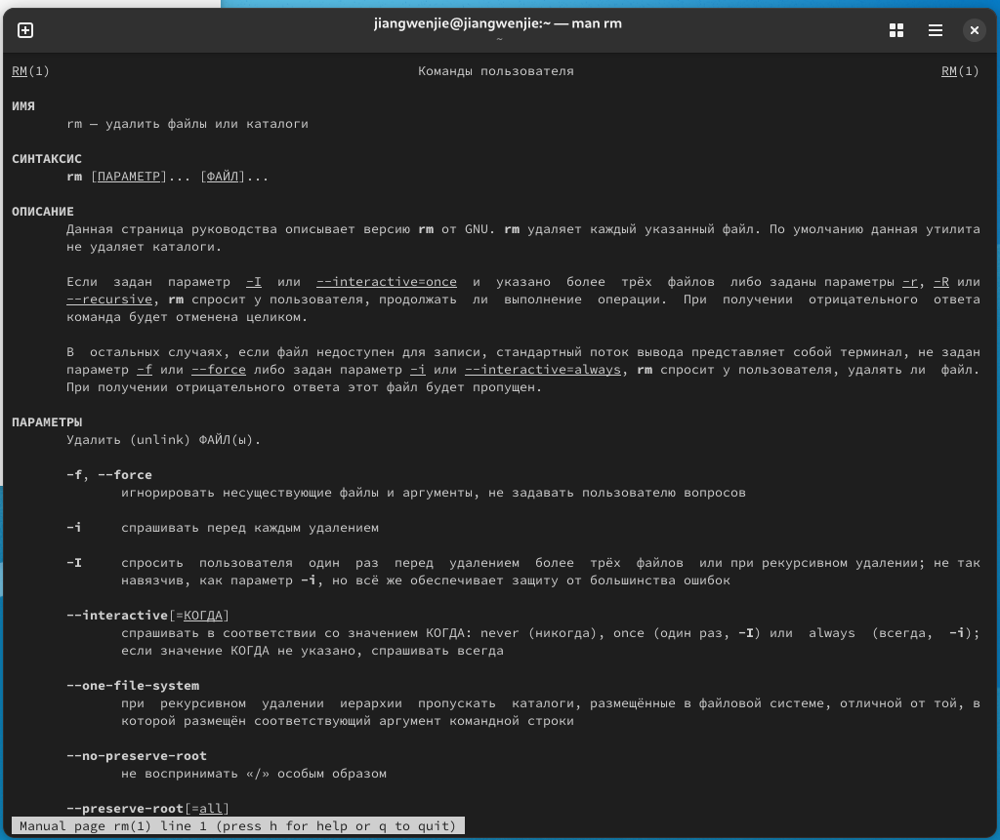 jiangwenjie@jiangwenjie:~ — man rm
~
RM(1) Команды пользователя RM(1)
ИМЯ
rm — удалить файлы или каталоги
СИНТАКСИС
rm [ПАРАМЕТР]... [ФАЙЛ]...
ОПИСАНИЕ
Данная страница руководства описывает версию rm от GNU. rm удаляет каждый указанный файл. По умолчанию данная утилита
не удаляет каталоги.
Если задан параметр -I или --interactive=once и указано более трёх файлов либо заданы параметры -r, -R или
--recursive, rm спросит у пользователя, продолжать ли выполнение операции. При получении отрицательного ответа
команда будет отменена целиком.
В остальных случаях, если файл недоступен для записи, стандартный поток вывода представляет собой терминал, не задан
параметр -f или --force либо задан параметр -i или --interactive=always, rm спросит у пользователя, удалять ли файл.
При получении отрицательного ответа этот файл будет пропущен.
ПАРАМЕТРЫ
Удалить (unlink) ФАЙЛ(ы).
-f, --force
игнорировать несуществующие файлы и аргументы, не задавать пользователю вопросов
-i спрашивать перед каждым удалением
-I спросить пользователя один раз перед удалением более трёх файлов или при рекурсивном удалении; не так
навязчив, как параметр -i, но всё же обеспечивает защиту от большинства ошибок
--interactive[=КОГДА]
спрашивать в соответствии со значением КОГДА: never (никогда), once (один раз, -I) или always (всегда, -i);
если значение КОГДА не указано, спрашивать всегда
--one-file-system
при рекурсивном удалении иерархии пропускать каталоги, размещённые в файловой системе, отличной от той, в
которой размещён соответствующий аргумент командной строки
--no-preserve-root
не воспринимать «/» особым образом
--preserve-root[=all]
Manual page rm(1) line 1 (press h for help or q to quit)